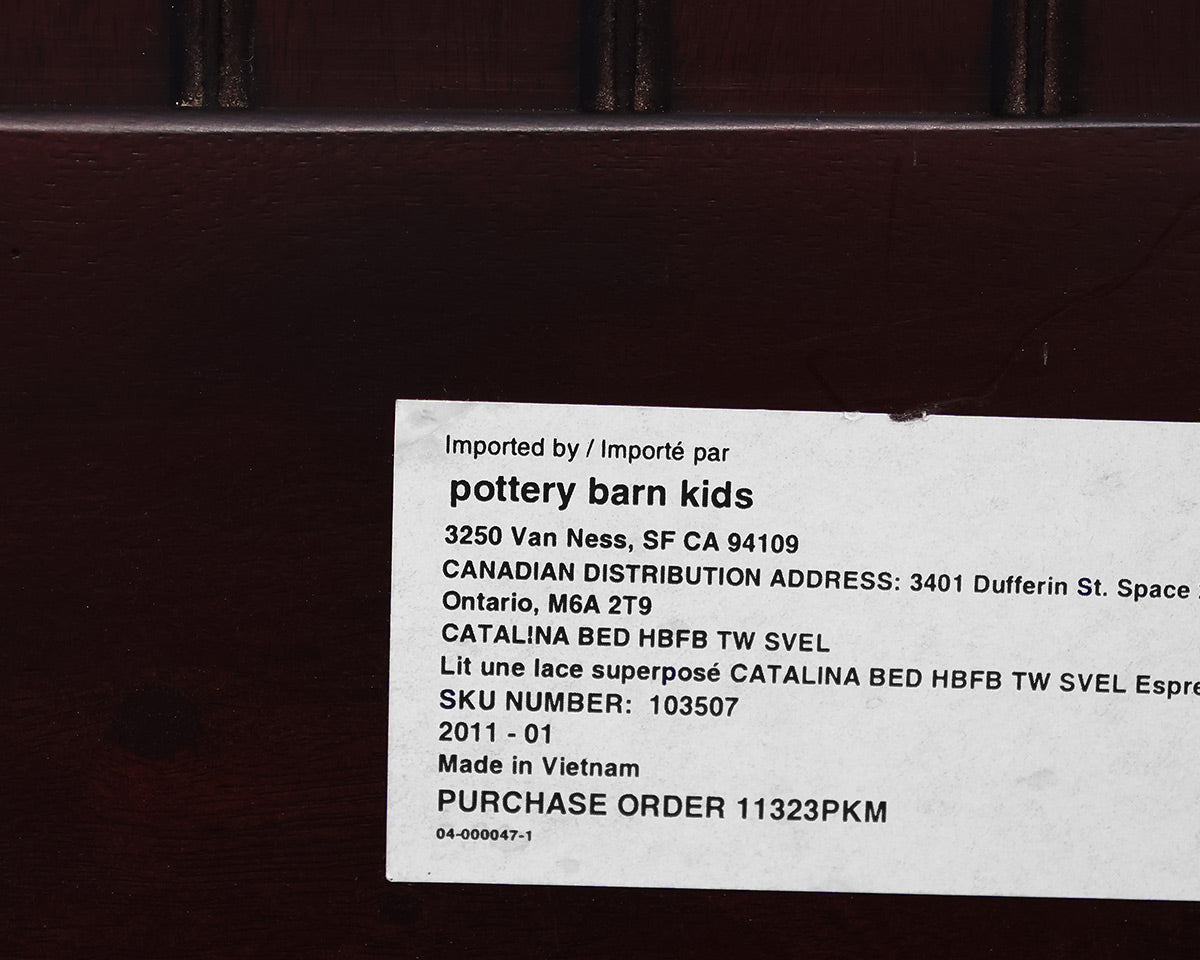 Imported by / Importé par
pottery barn kids
3250 Van Ness, SF CA 94109
CANADIAN DISTRIBUTION ADDRESS: 3401 Dufferin St. Space
Ontario, M6A 2T9
CATALINA BED HBFB TW SVEL
Lit une lace superposé CATALINA BED HBFB TW SVEL
SKU NUMBER: 103507
2011 - 01
Made in Vietnam
PURCHASE ORDER 11323PKM
04-000047-1